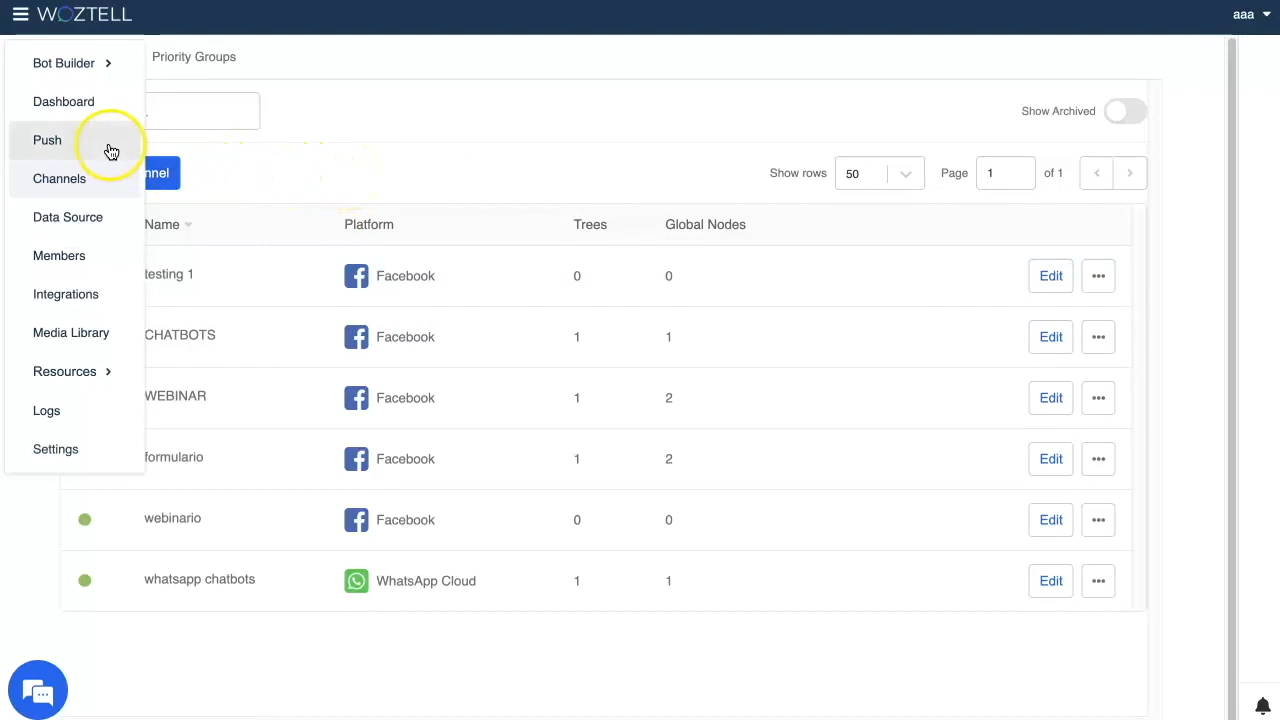 WOZTELL
aaa
Bot Builder
Dashboard
Push
Channels
Data Source
Members
Integrations
Media Library
Resources
Logs
Settings
Priority Groups
Show Archived
nnel
Show rows 50 Page 1 of 1
Name Platform Trees Global Nodes
testing 1 Facebook 0 0 Edit
CHATBOTS Facebook 1 1 Edit
WEBINAR Facebook 1 2 Edit
formulario Facebook 1 2 Edit
webinario Facebook 0 0 Edit
whatsapp chatbots WhatsApp Cloud 1 1 Edit